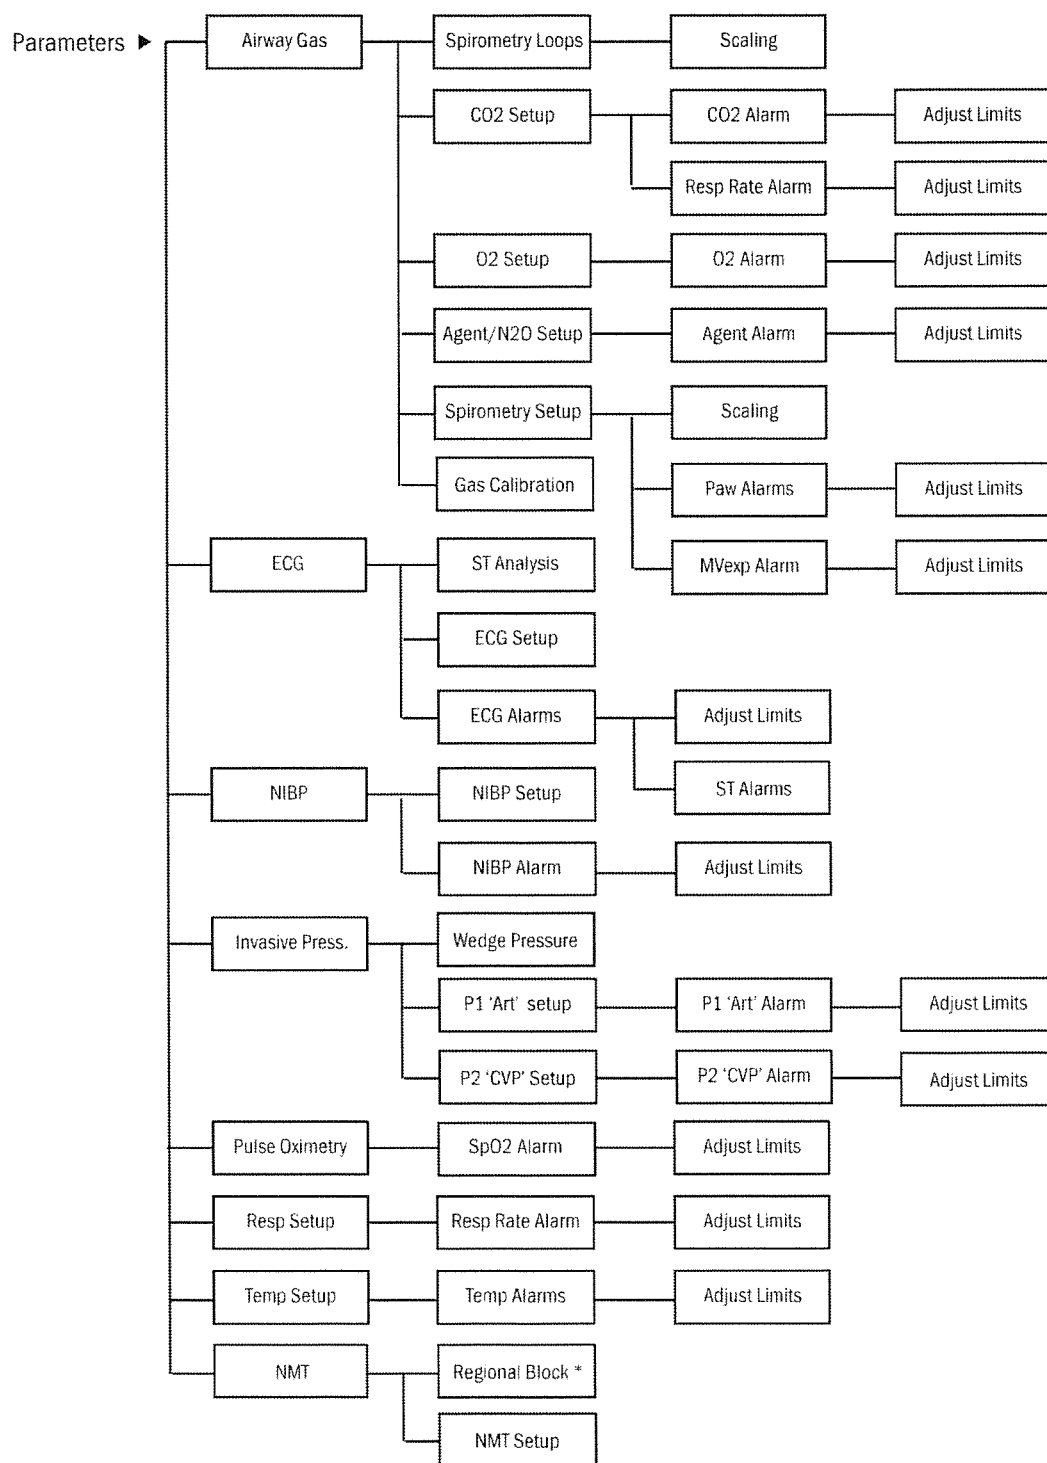 Parameters ►
Airway Gas
Spirometry Loops
Scaling
CO2 Setup
CO2 Alarm
Adjust Limits
Resp Rate Alarm
Adjust Limits
O2 Setup
O2 Alarm
Adjust Limits
Agent/N2O Setup
Agent Alarm
Adjust Limits
Spirometry Setup
Scaling
Gas Calibration
Paw Alarms
Adjust Limits
ECG
ST Analysis
MVexp Alarm
Adjust Limits
ECG Setup
ECG Alarms
Adjust Limits
NIBP
NIBP Setup
ST Alarms
NIBP Alarm
Adjust Limits
Invasive Press.
Wedge Pressure
P1 'Art' setup
P1 'Art' Alarm
Adjust Limits
P2 'CVP' Setup
P2 'CVP' Alarm
Adjust Limits
Pulse Oximetry
SpO2 Alarm
Adjust Limits
Resp Setup
Resp Rate Alarm
Adjust Limits
Temp Setup
Temp Alarms
Adjust Limits
NMT
Regional Block *
NMT Setup